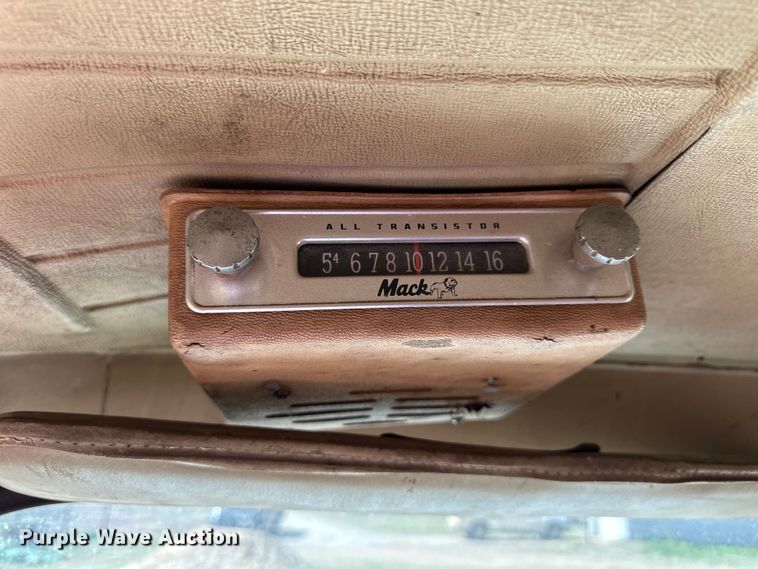 ALL TRANSISTOR
5⁴ 6 7 8 10 12 14 16
Mack
Purple Wave Auction